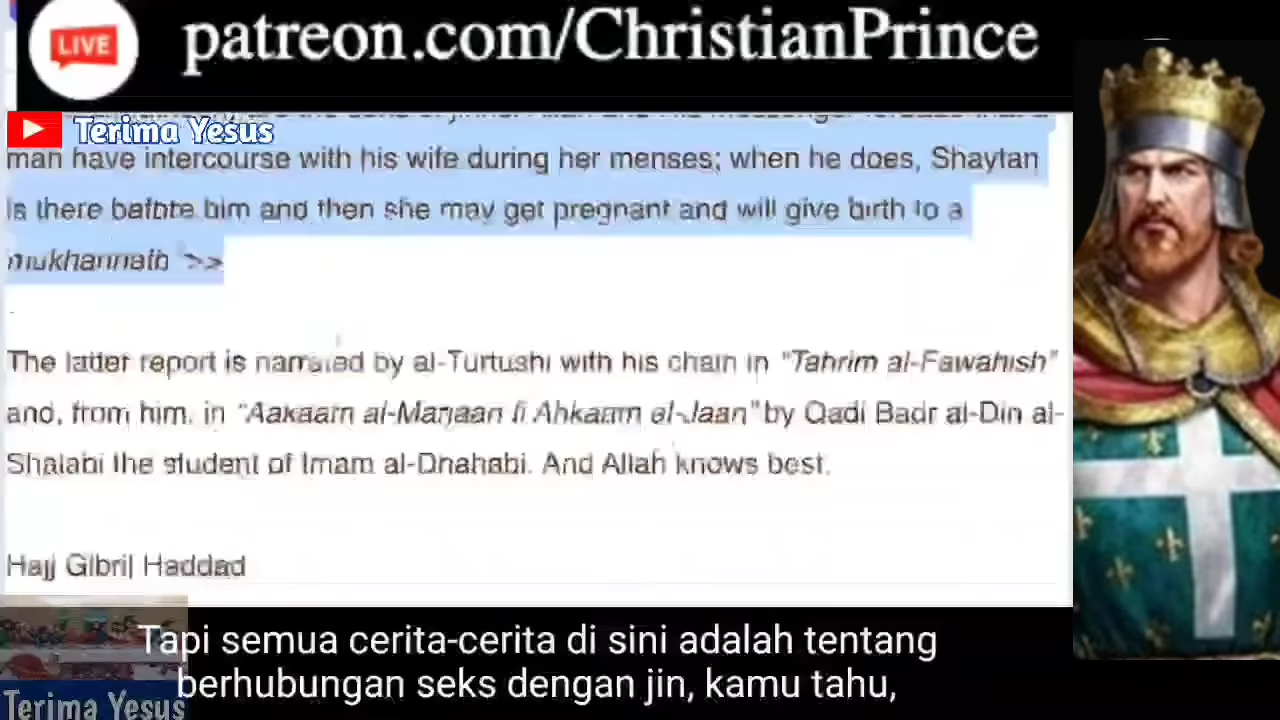 LIVE
patreon.com/ChristianPrince
Terima Yesus
man have intercourse with his wife during her menses; when he does, Shaytan
is there before him and then she may get pregnant and will give birth to a
mukhannath >>
The latter report is narrated by al-Turtushi with his chain in "Tahrim al-Fawahish"
and, from him, in "Aakaam al-Marjaan fi Ahkaam al-Jaan" by Qadi Badr al-Din al-
Shalabi the student of Imam al-Dhahabi. And Allah knows best.
Hajj Gibril Haddad
Tapi semua cerita-cerita di sini adalah tentang
berhubungan seks dengan jin, kamu tahu,
Terima Yesus